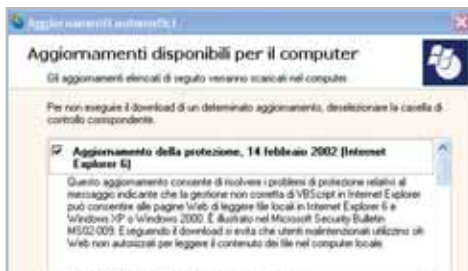 Aggiornamenti automatici
Aggiornamenti disponibili per il computer
Gli aggiornamenti elencati di seguito verranno scaricati nel computer
Per non eseguire il download di un determinato aggiornamento, deselezionare la casella di
controllo corrispondente.
Aggiornamento della protezione, 14 febbraio 2002 (Internet
Explorer 6)
Questo aggiornamento consente di risolvere i problemi di protezione relativi al
messaggio indicante che la gestione non corretta di VBScript in Internet Explorer
può consentire alle pagine Web di leggere file locali in Internet Explorer 6 e
Windows XP o Windows 2000. È illustrato nel Microsoft Security Bulletin
MS02-009. Eseguendo il download si evita che utenti malintenzionati utilizzino siti
Web non autorizzati per leggere il contenuto dei file nel computer locale.